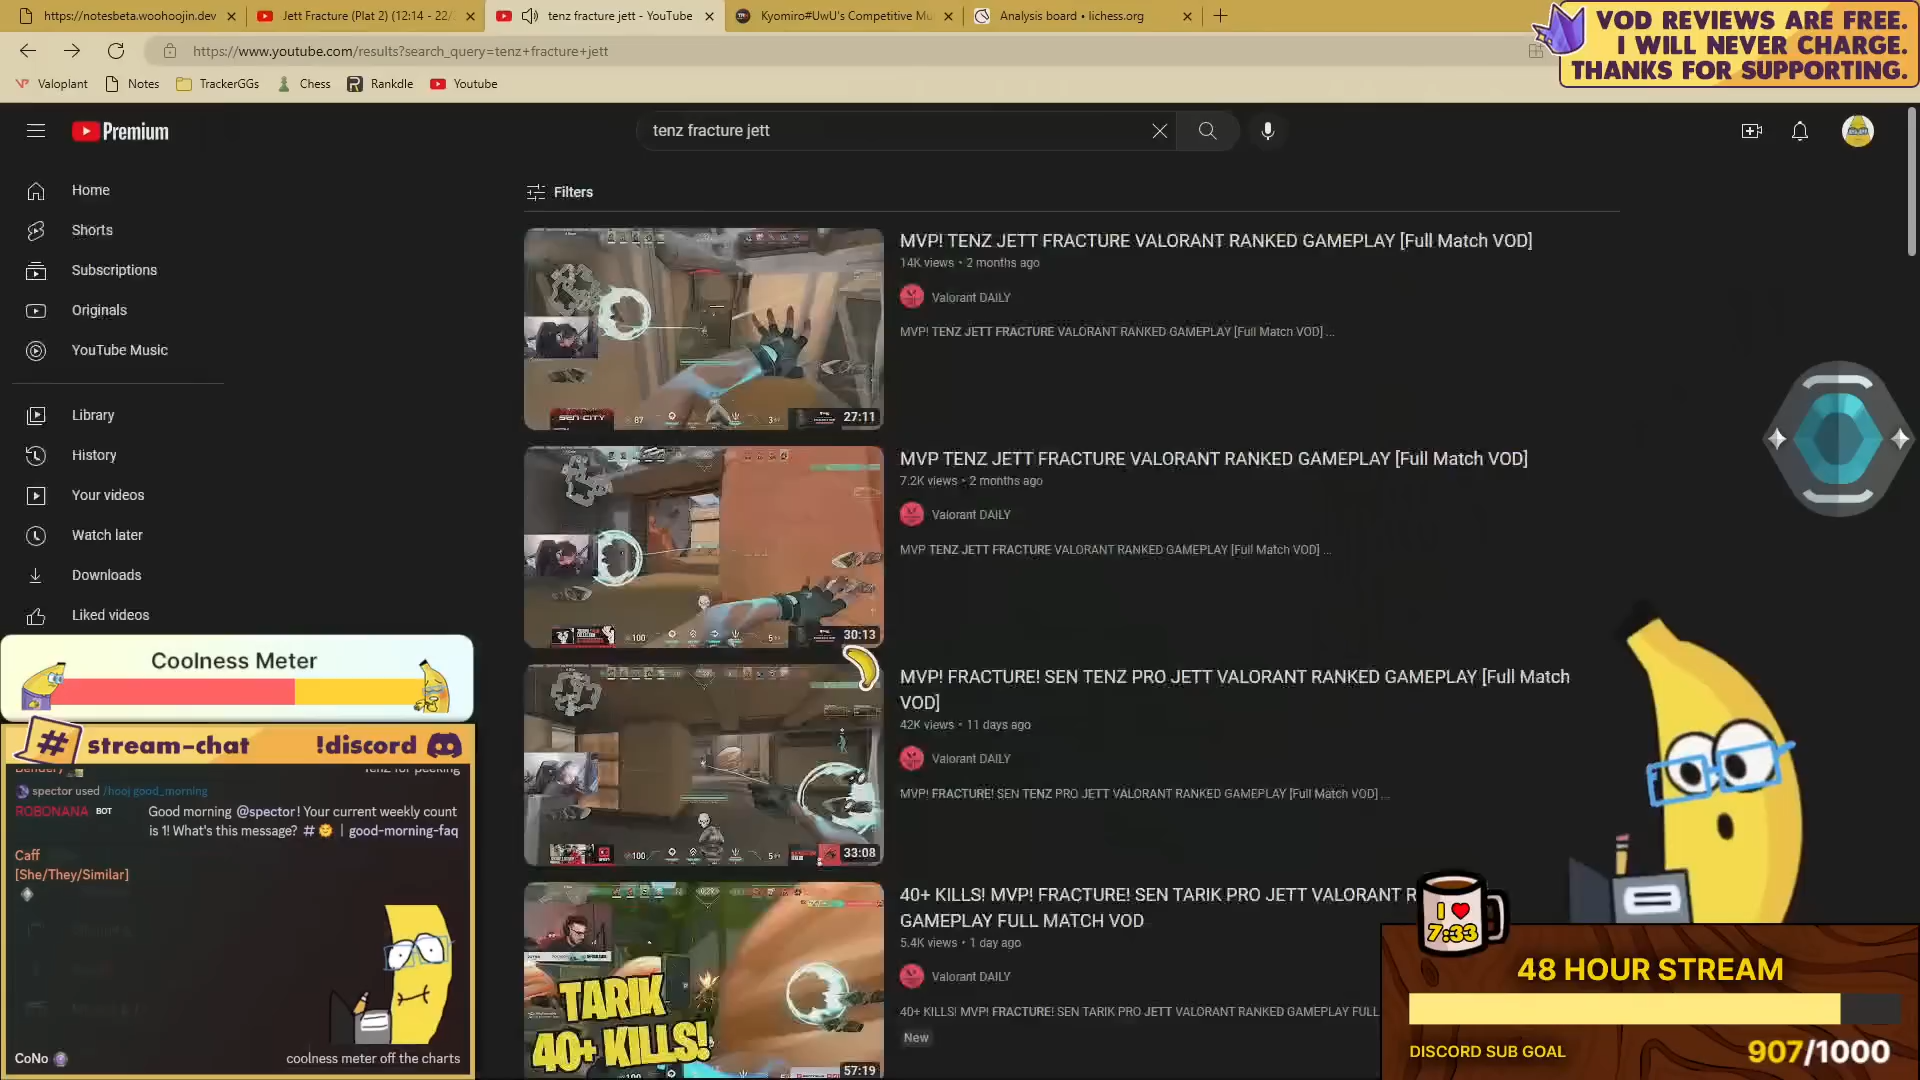 https://notesbeta.woohoojin.dev
Jett Fracture (Plat 2) (12:14 - 22/
tenz fracture jett - YouTube
Kyomiro#UwU's Competitive Mu
Analysis board • lichess.org
https://www.youtube.com/results?search_query=tenz+fracture+jett
VOD REVIEWS ARE FREE.
I WILL NEVER CHARGE.
THANKS FOR SUPPORTING.
Valoplant
Notes
TrackerGGs
Chess
Rankdle
Youtube
Premium
tenz fracture jett
Home
Shorts
Subscriptions
Originals
YouTube Music
Library
History
Your videos
Watch later
Downloads
Liked videos
Filters
MVP! TENZ JETT FRACTURE VALORANT RANKED GAMEPLAY [Full Match VOD]
14K views • 2 months ago
Valorant DAILY
MVP! TENZ JETT FRACTURE VALORANT RANKED GAMEPLAY [Full Match VOD] ...
27:11
MVP TENZ JETT FRACTURE VALORANT RANKED GAMEPLAY [Full Match VOD]
7.2K views • 2 months ago
Valorant DAILY
MVP TENZ JETT FRACTURE VALORANT RANKED GAMEPLAY [Full Match VOD] ...
30:13
MVP! FRACTURE! SEN TENZ PRO JETT VALORANT RANKED GAMEPLAY [Full Match
VOD]
42K views • 11 days ago
Valorant DAILY
MVP! FRACTURE! SEN TENZ PRO JETT VALORANT RANKED GAMEPLAY [Full Match VOD] ...
33:08
40+ KILLS! MVP! FRACTURE! SEN TARIK PRO JETT VALORANT R
GAMEPLAY FULL MATCH VOD
5.4K views • 1 day ago
Valorant DAILY
40+ KILLS! MVP! FRACTURE! SEN TARIK PRO JETT VALORANT RANKED GAMEPLAY FULL
New
TARIK
40+ KILLS!
57:19
Coolness Meter
# stream-chat
!discord
spector used /hooj good_morning
ROBONANA BOT
Good morning @spector! Your current weekly count
is 1! What's this message? # | good-morning-faq
Caff
[She/They/Similar]
CoNo
coolness meter off the charts
I ❤
7:33
48 HOUR STREAM
DISCORD SUB GOAL
907/1000